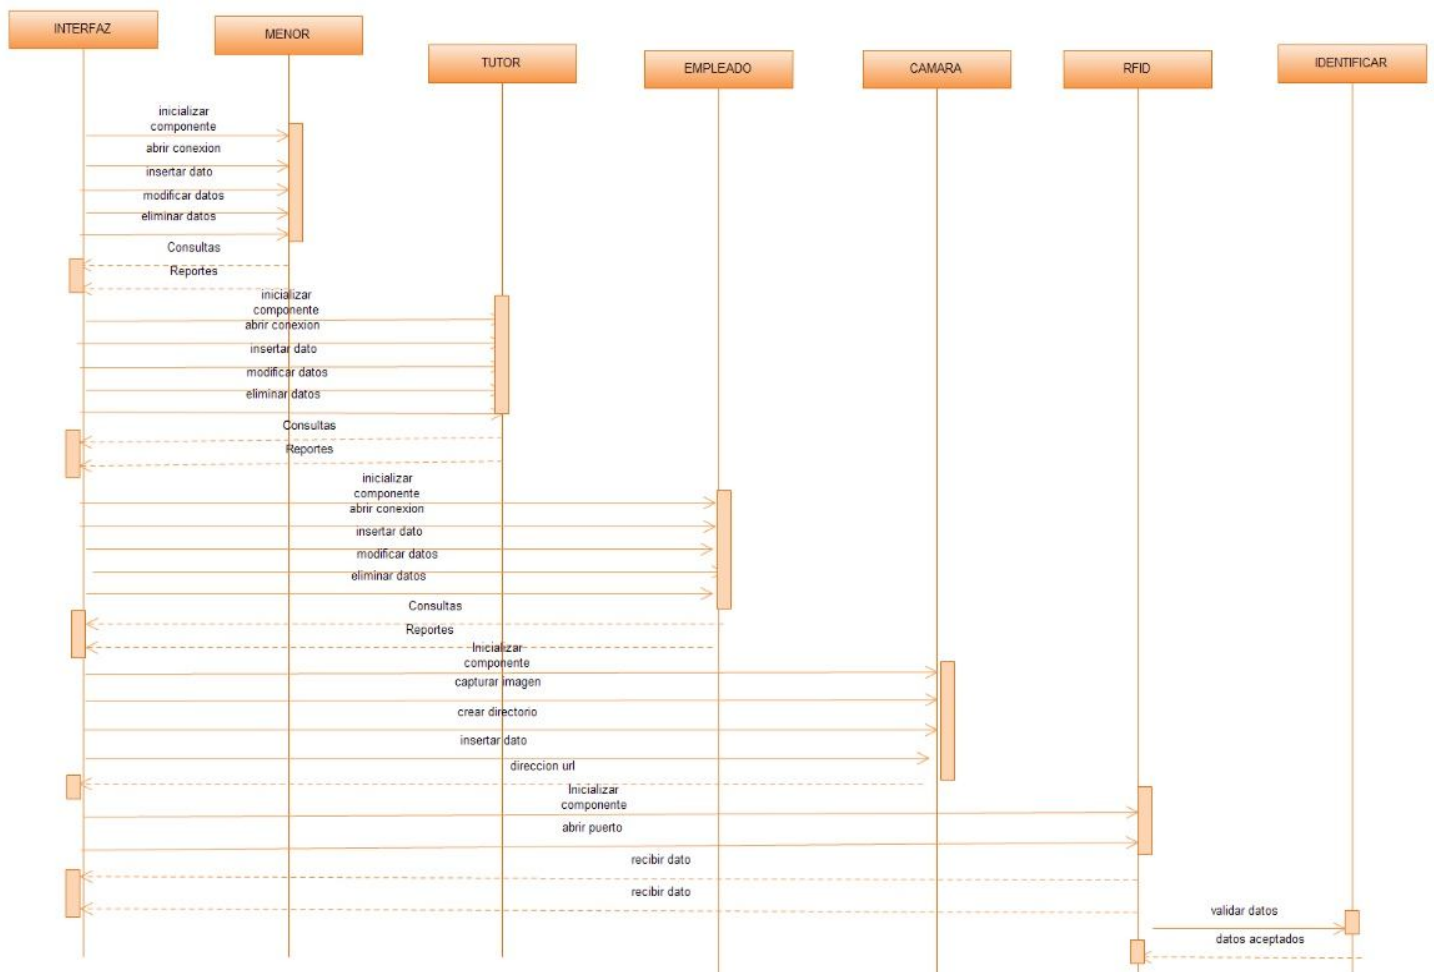 INTERFAZ
MENOR
TUTOR
EMPLEADO
CAMARA
RFID
IDENTIFICAR
inicializar
componente
abrir conexion
insertar dato
modificar datos
eliminar datos
Consultas
Reportes
inicializar
componente
abrir conexion
insertar dato
modificar datos
eliminar datos
Consultas
Reportes
inicializar
componente
abrir conexion
insertar dato
modificar datos
eliminar datos
Consultas
Reportes
Inicializar
componente
capturar imagen
crear directorio
insertar dato
direccion url
Inicializar
componente
abrir puerto
recibir dato
recibir dato
validar datos
datos aceptados